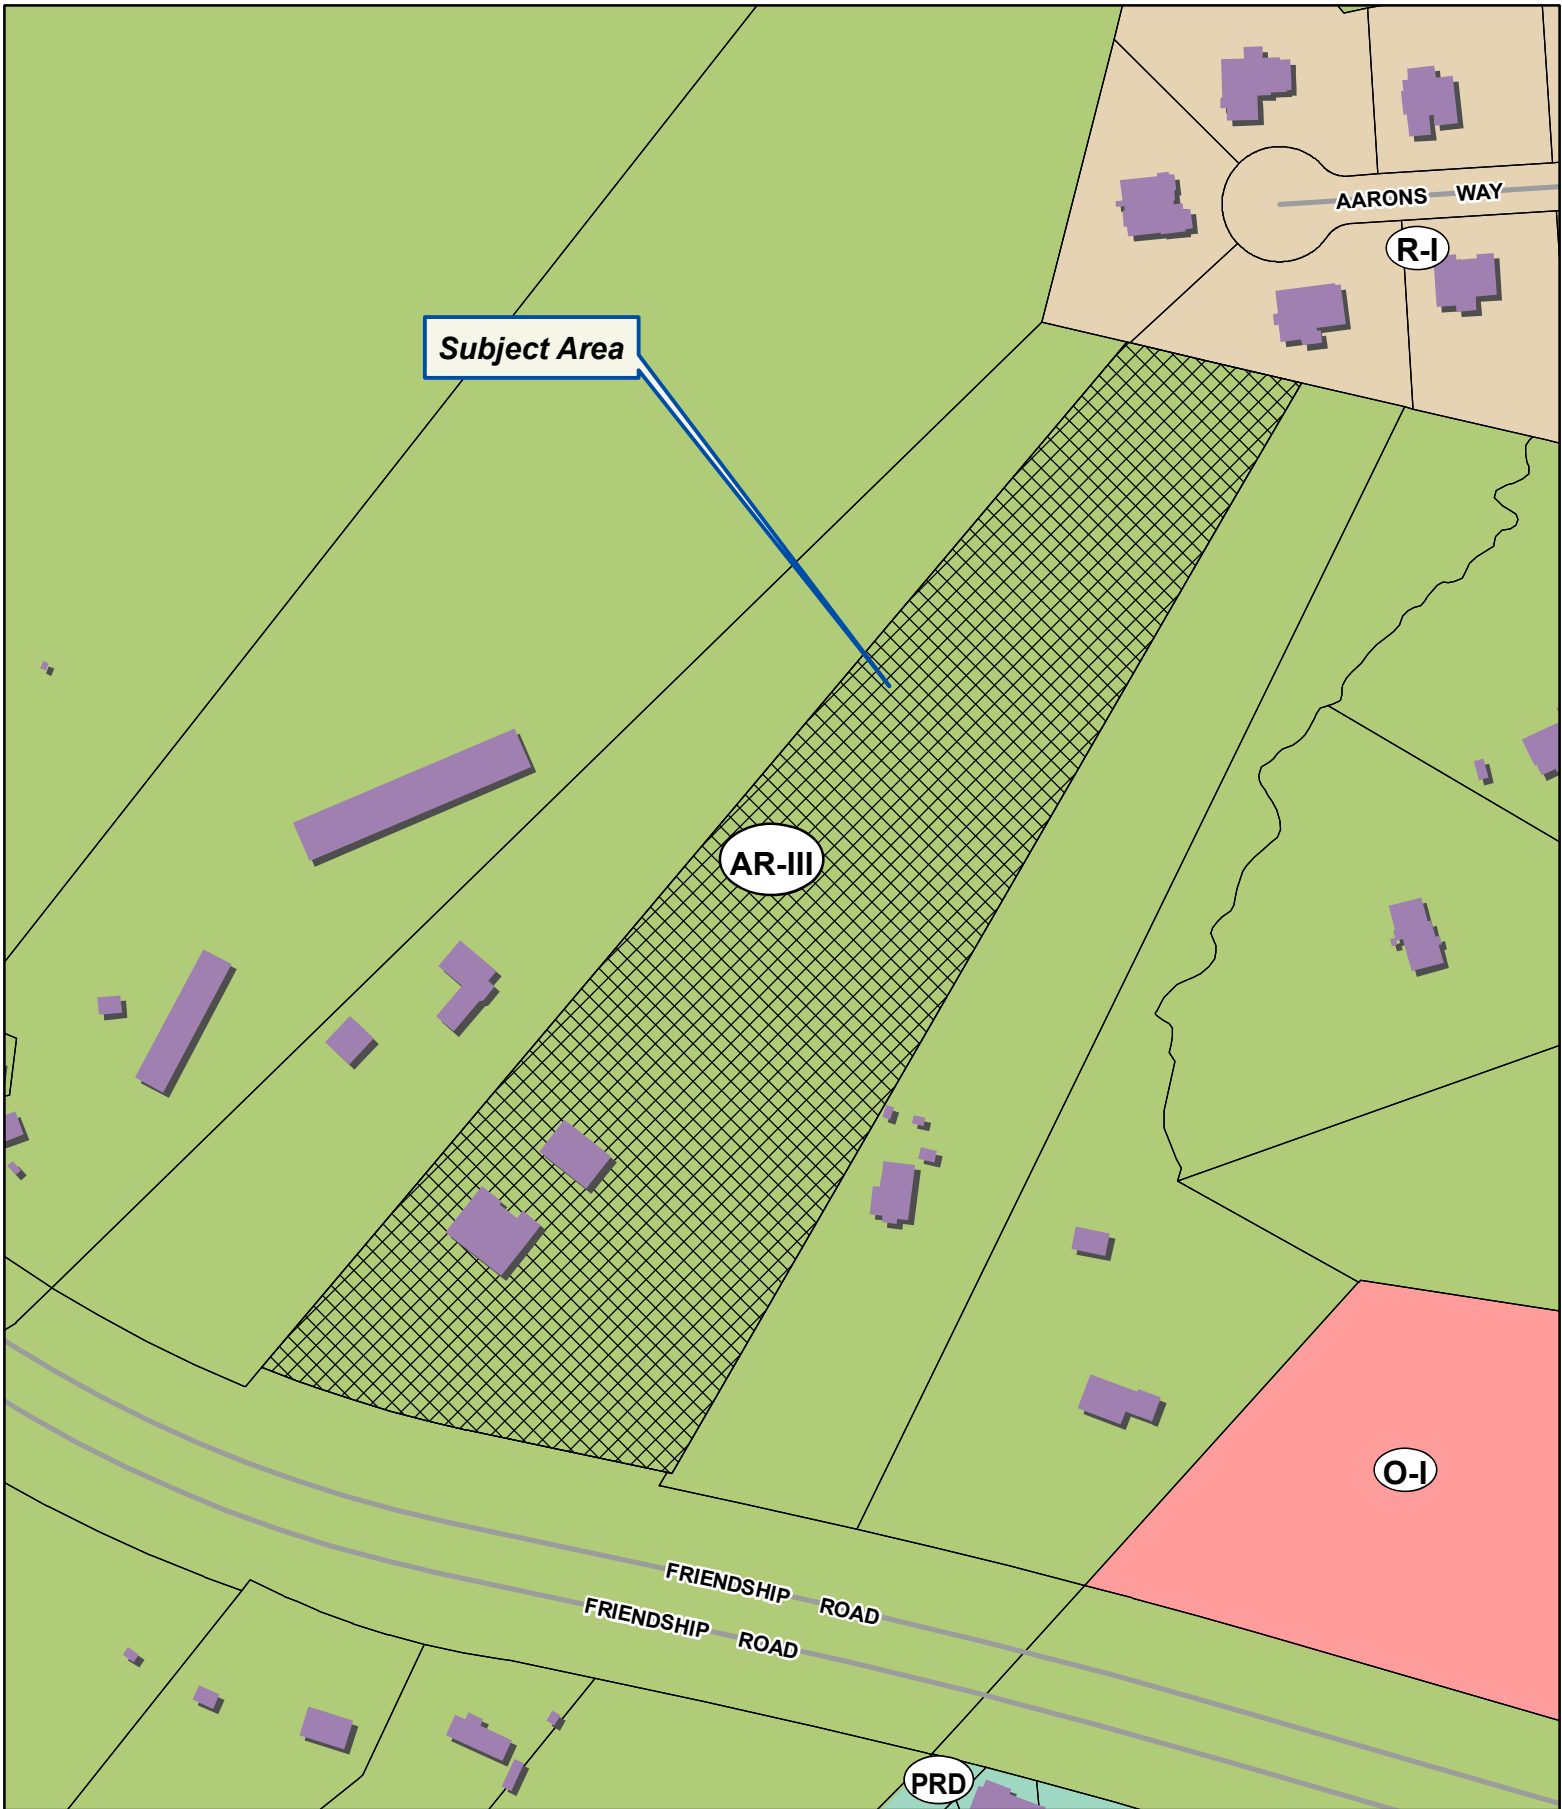 AARONS WAY
R-I
Subject Area
AR-III
O-I
FRIENDSHIP ROAD
FRIENDSHIP ROAD
PRD